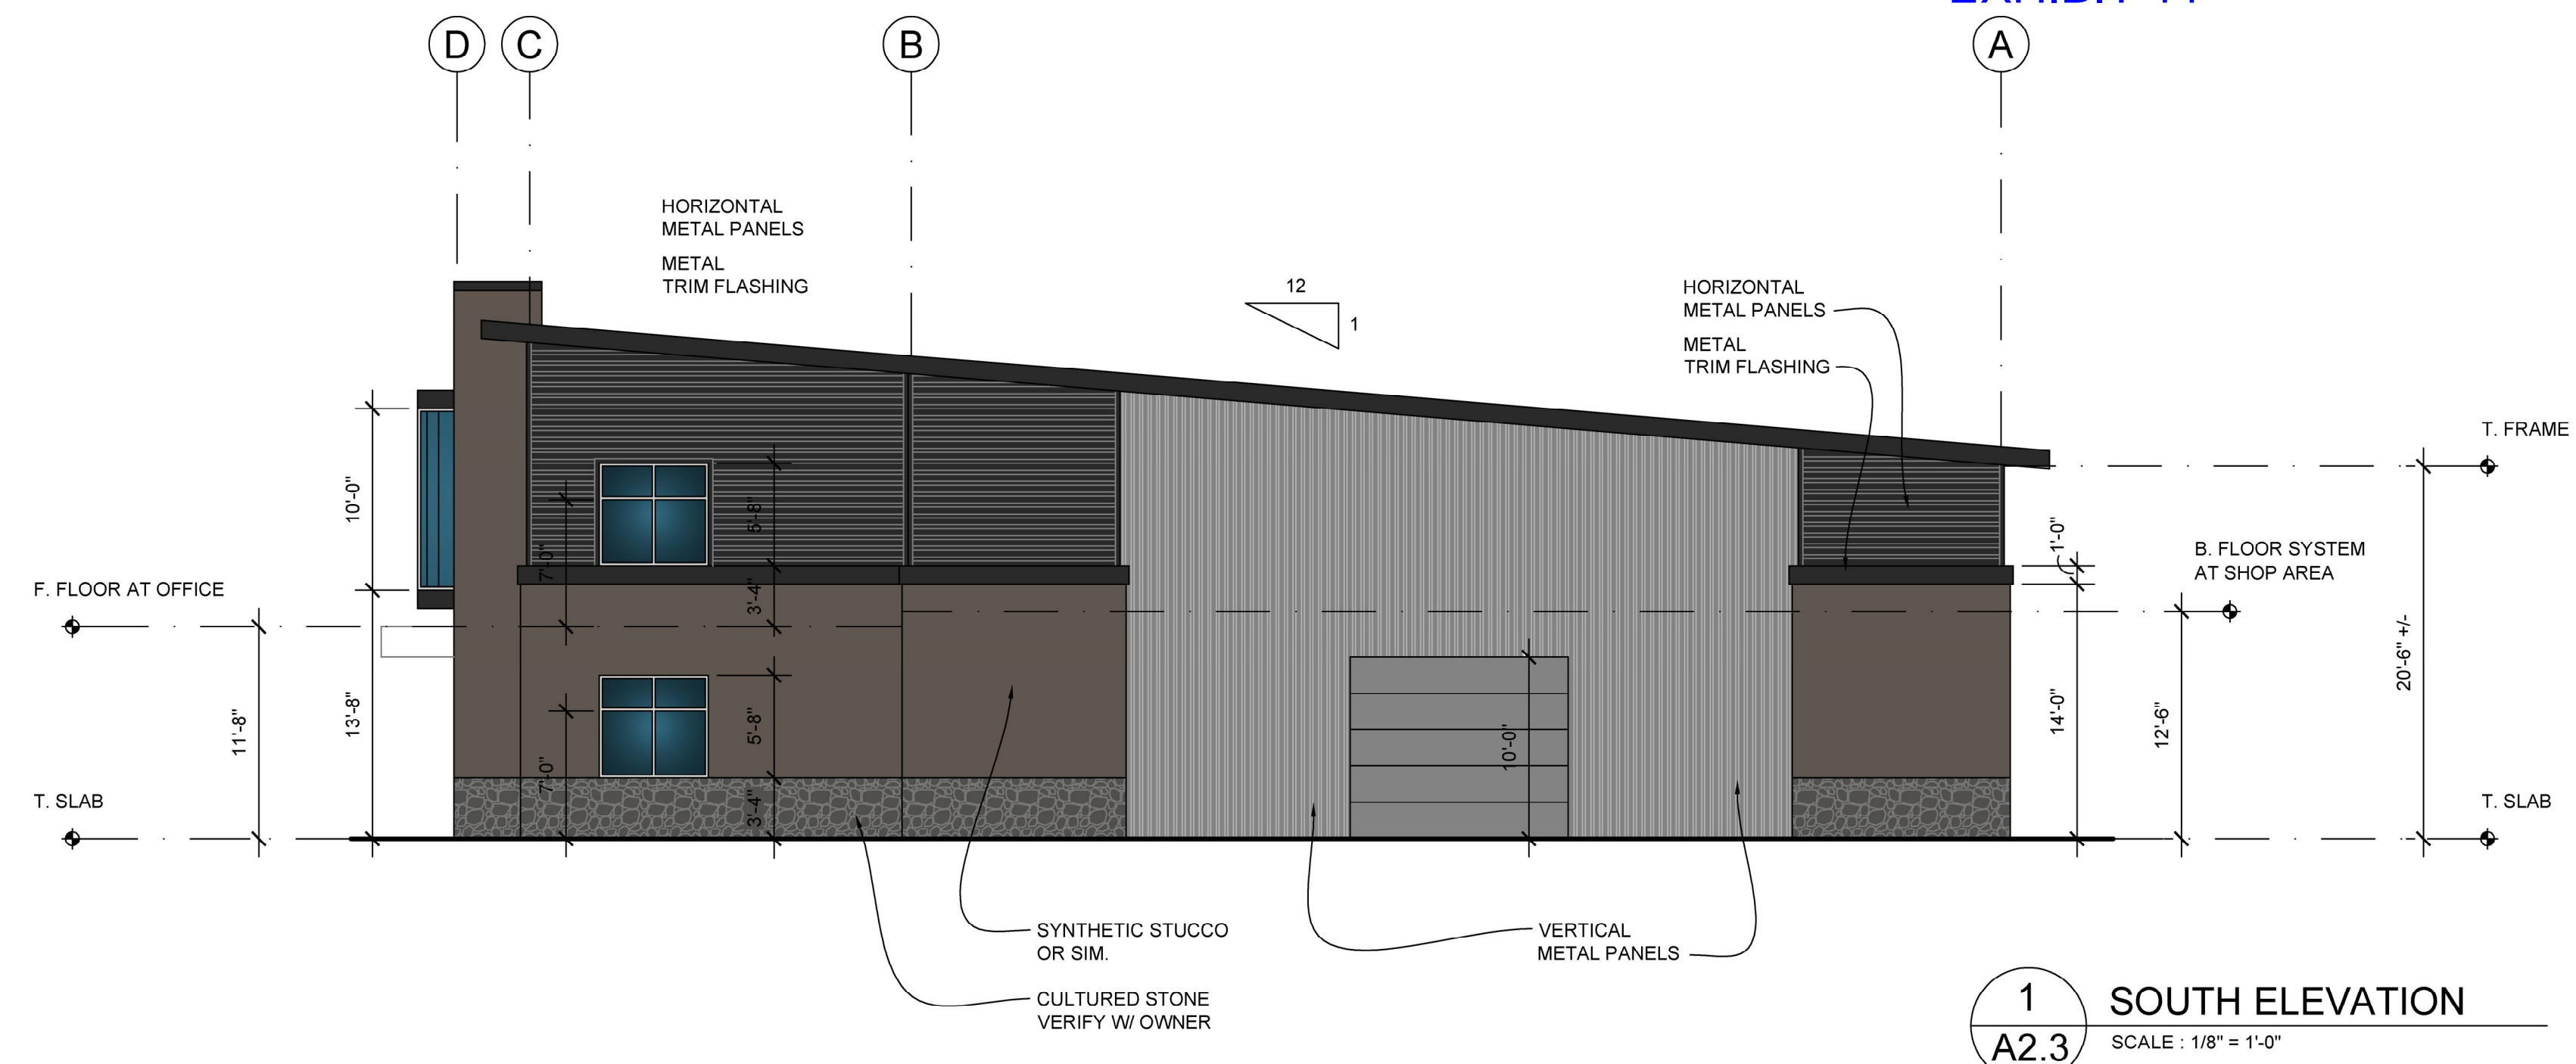 D
C
B
A
HORIZONTAL
METAL PANELS
METAL
TRIM FLASHING
12
1
HORIZONTAL
METAL PANELS
METAL
TRIM FLASHING
T. FRAME
10'-0"
5'-8"
7'-0"
3'-4"
1'-0"
B. FLOOR SYSTEM
AT SHOP AREA
F. FLOOR AT OFFICE
11'-8"
13'-8"
7'-0"
5'-8"
3'-4"
10'-0"
14'-0"
12'-6"
20'-6" +/-
T. SLAB
T. SLAB
SYNTHETIC STUCCO
OR SIM.
VERTICAL
METAL PANELS
CULTURED STONE
VERIFY W/ OWNER
1
A2.3
SOUTH ELEVATION
SCALE : 1/8" = 1'-0"